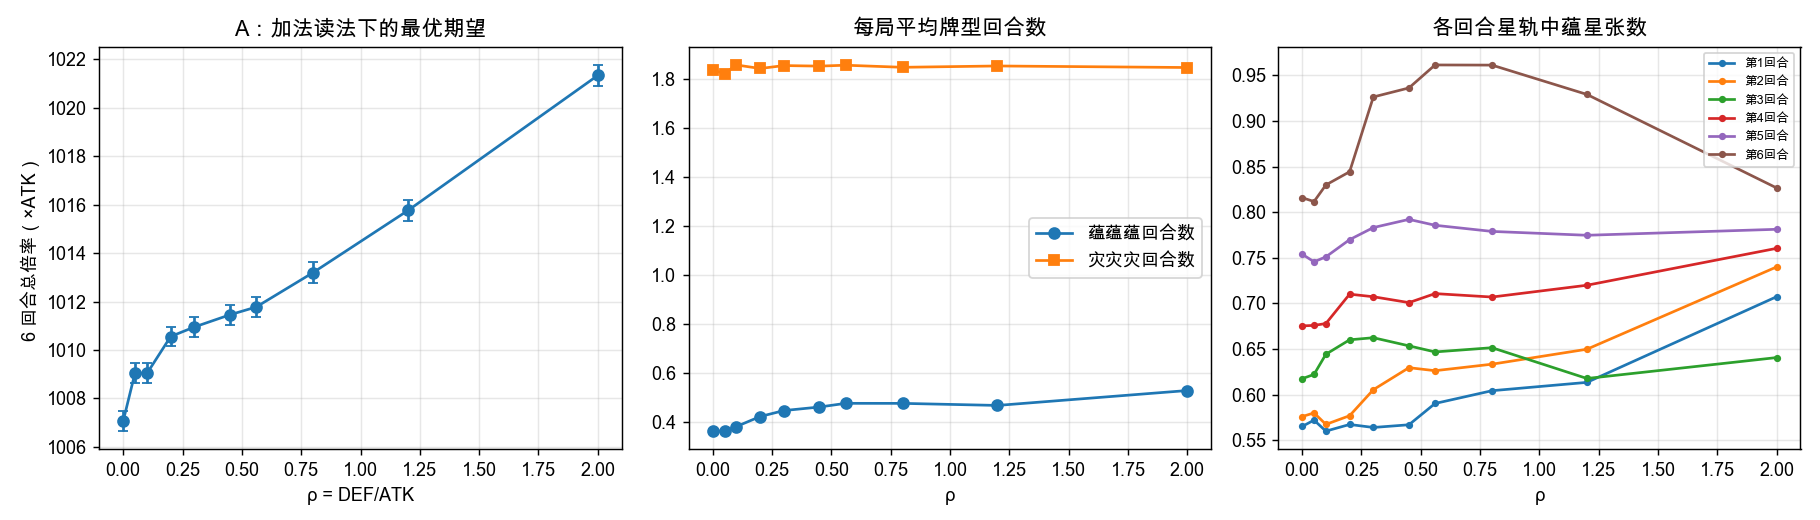 A：加法读法下的最优期望
6 回合总倍率（×ATK）
1022
1020
1018
1016
1014
1012
1010
1008
1006
0.00 0.25 0.50 0.75 1.00 1.25 1.50 1.75 2.00
ρ = DEF/ATK
每局平均牌型回合数
1.8
1.6
1.4
1.2
1.0
0.8
0.6
0.4
蕴蕴蕴回合数
灾灾灾回合数
0.00 0.25 0.50 0.75 1.00 1.25 1.50 1.75 2.00
ρ
各回合星轨中蕴星张数
0.95
0.90
0.85
0.80
0.75
0.70
0.65
0.60
0.55
第1回合
第2回合
第3回合
第4回合
第5回合
第6回合
0.00 0.25 0.50 0.75 1.00 1.25 1.50 1.75 2.00
ρ